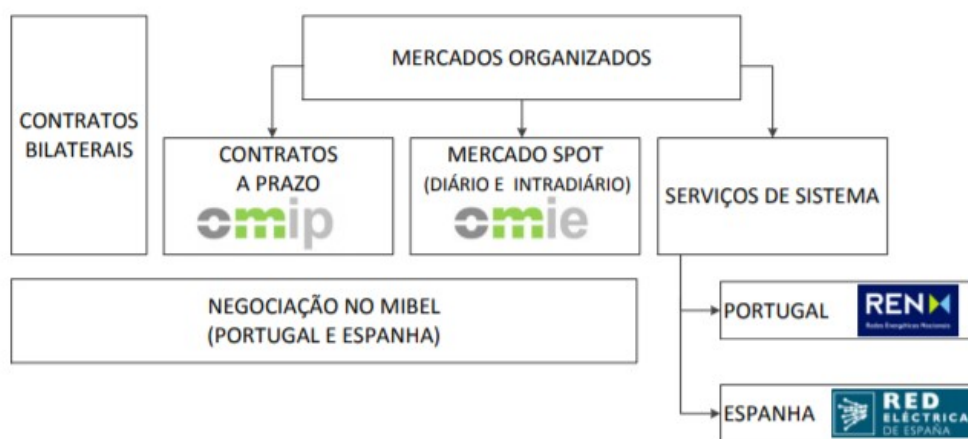 MERCADOS ORGANIZADOS
CONTRATOS
BILATERAIS
CONTRATOS
A PRAZO
omip
MERCADO SPOT
(DIÁRIO E INTRADIÁRIO)
omie
SERVIÇOS DE SISTEMA
NEGOCIAÇÃO NO MIBEL
(PORTUGAL E ESPANHA)
PORTUGAL
REN
Redes Energéticas Nacionais
ESPANHA
RED
ELÉCTRICA
DE ESPAÑA